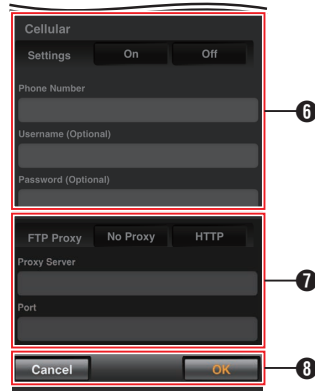 Cellular
Settings On Off
Phone Number
6
Username (Optional)
Password (Optional)
FTP Proxy No Proxy HTTP
Proxy Server
7
Port
Cancel OK 8